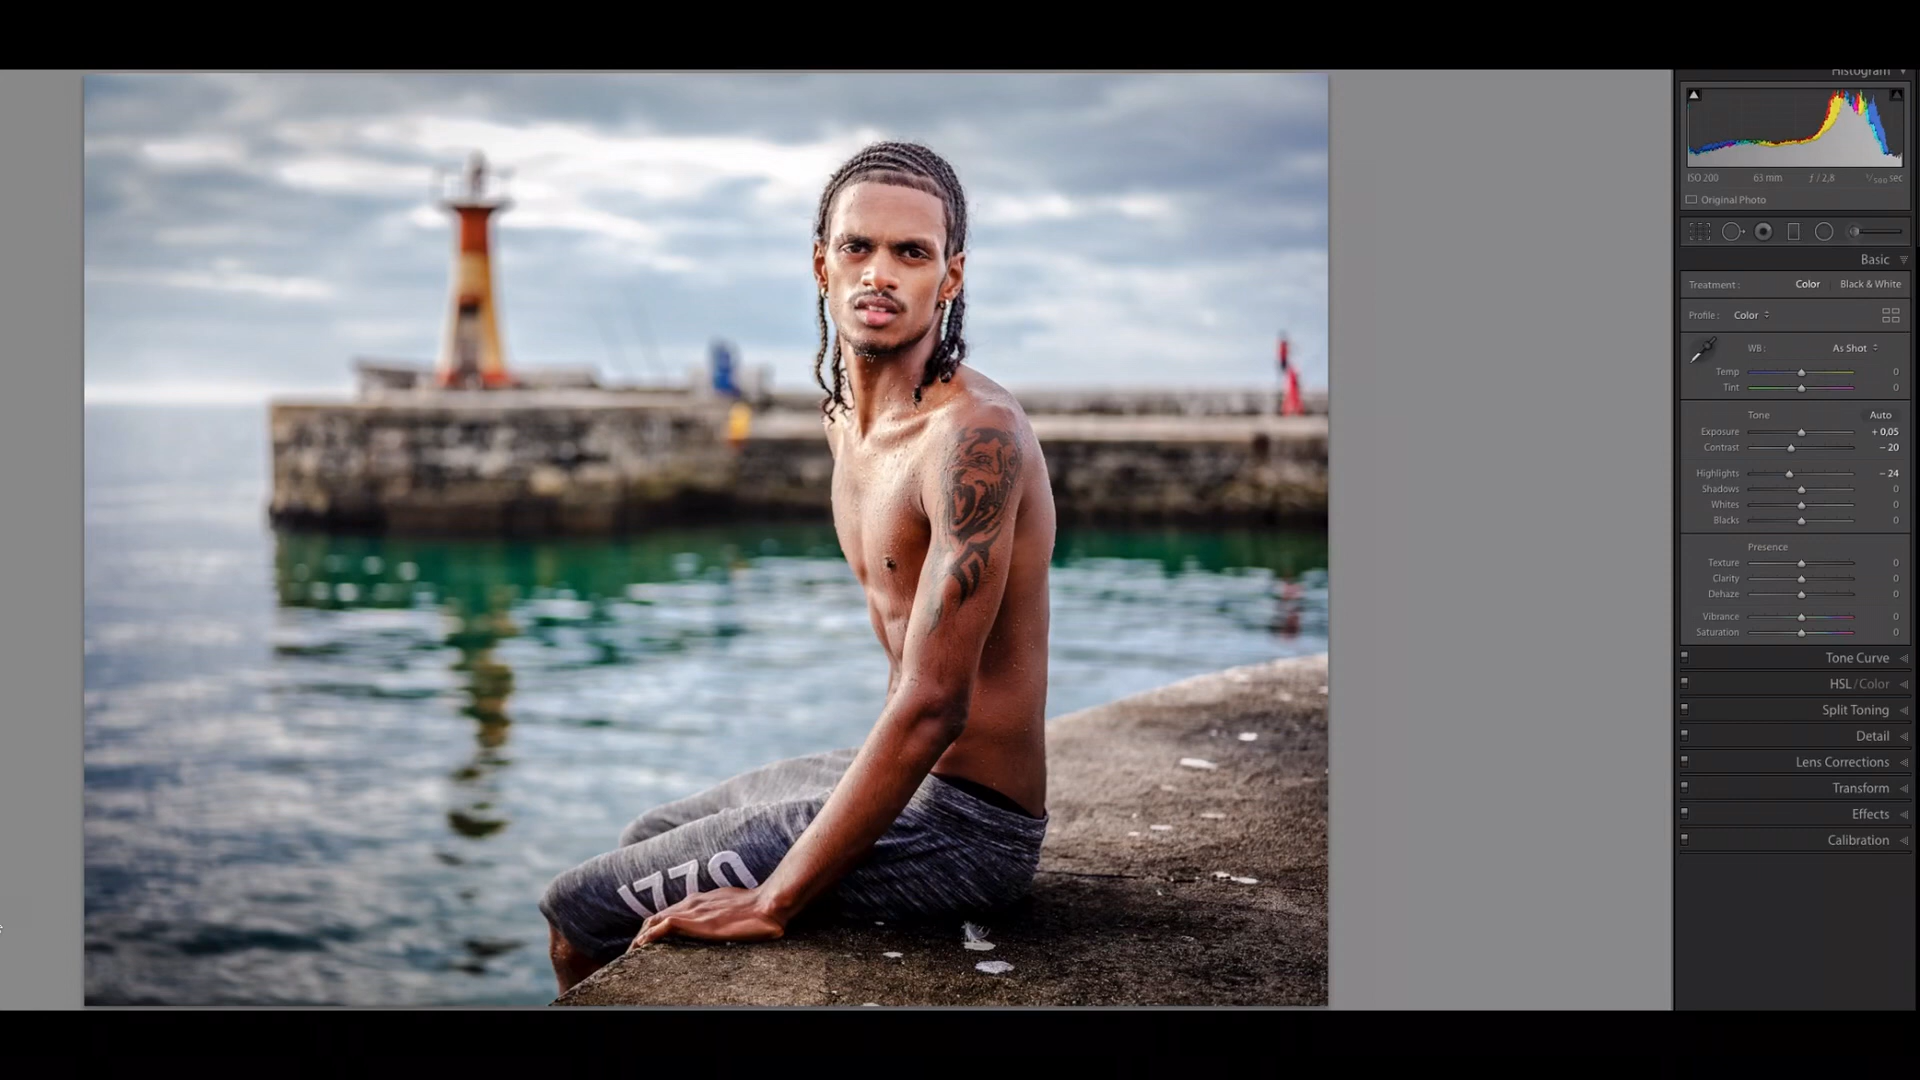 Histogram
ISO 200 63 mm ƒ / 2,8 1/500 sec
Original Photo
Basic
Treatment : Color Black & White
Profile : Color
WB : As Shot
Temp 0
Tint 0
Tone Auto
Exposure + 0,05
Contrast − 20
Highlights − 24
Shadows 0
Whites 0
Blacks 0
Presence
Texture 0
Clarity 0
Dehaze 0
Vibrance 0
Saturation 0
Tone Curve
HSL / Color
Split Toning
Detail
Lens Corrections
Transform
Effects
Calibration